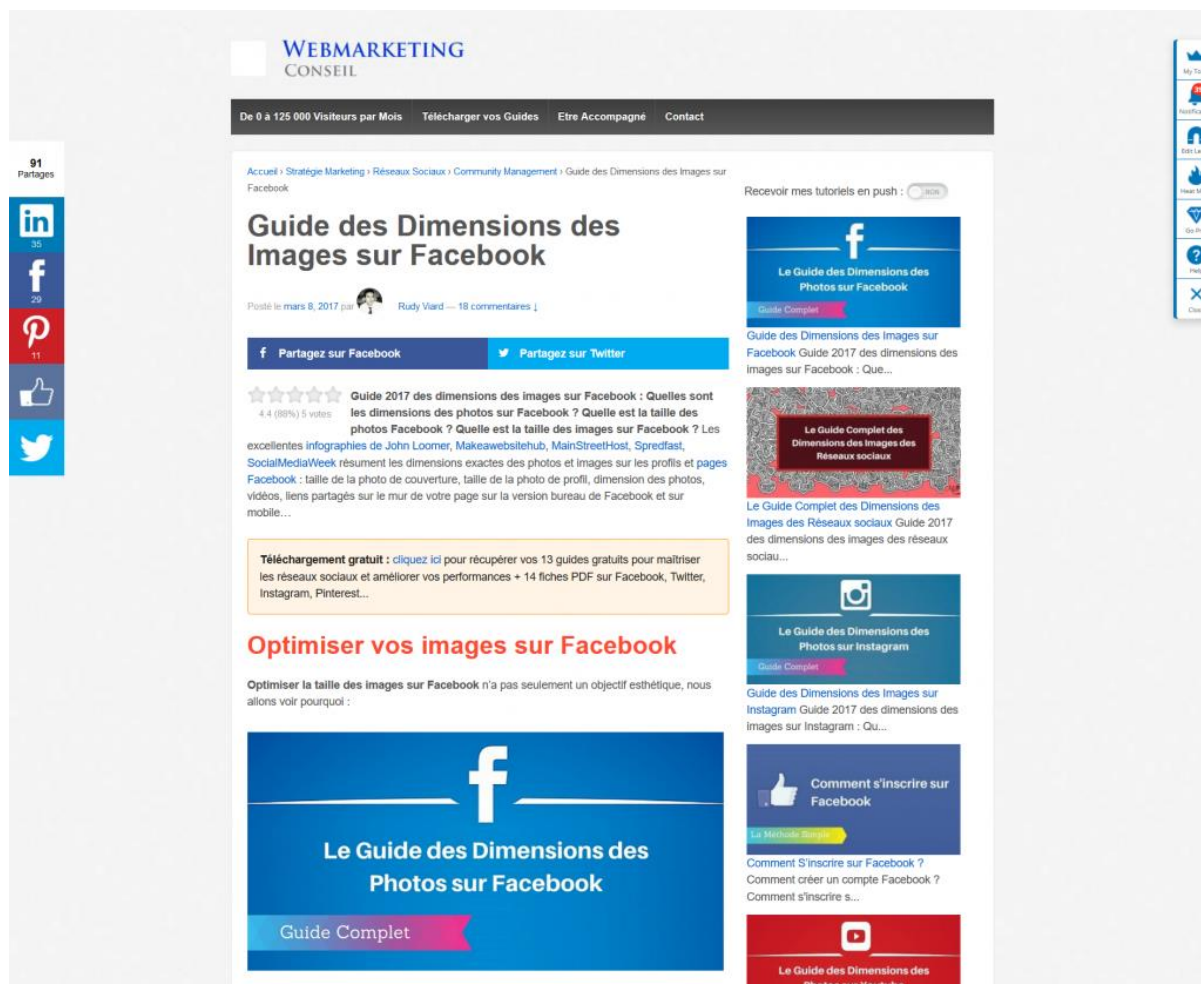 WEBMARKETING
CONSEIL
De 0 à 125 000 Visiteurs par Mois Télécharger vos Guides Etre Accompagné Contact
91
Partages
35
29
11
Accueil › Stratégie Marketing › Réseaux Sociaux › Community Management › Guide des Dimensions des Images sur
Facebook
Guide des Dimensions des
Images sur Facebook
Posté le mars 8, 2017 par Rudy Viard — 18 commentaires ↓
Partagez sur Facebook
Partagez sur Twitter
4.4 (88%) 5 votes
Guide 2017 des dimensions des images sur Facebook : Quelles sont
les dimensions des photos sur Facebook ? Quelle est la taille des
photos Facebook ? Quelle est la taille des images sur Facebook ? Les
excellentes infographies de John Loomer, Makeawebsitehub, MainStreetHost, Spredfast,
SocialMediaWeek résument les dimensions exactes des photos et images sur les profils et pages
Facebook : taille de la photo de couverture, taille de la photo de profil, dimension des photos,
vidéos, liens partagés sur le mur de votre page sur la version bureau de Facebook et sur
mobile…
Téléchargement gratuit : cliquez ici pour récupérer vos 13 guides gratuits pour maîtriser
les réseaux sociaux et améliorer vos performances + 14 fiches PDF sur Facebook, Twitter,
Instagram, Pinterest...
Optimiser vos images sur Facebook
Optimiser la taille des images sur Facebook n'a pas seulement un objectif esthétique, nous
allons voir pourquoi :
Le Guide des Dimensions des
Photos sur Facebook
Guide Complet
Recevoir mes tutoriels en push : NON
Le Guide des Dimensions des
Photos sur Facebook
Guide Complet
Guide des Dimensions des Images sur
Facebook Guide 2017 des dimensions des
images sur Facebook : Que...
Le Guide Complet des
Dimensions des Images des
Réseaux sociaux
Le Guide Complet des Dimensions des
Images des Réseaux sociaux Guide 2017
des dimensions des images des réseaux
sociau...
Le Guide des Dimensions des
Photos sur Instagram
Guide Complet
Guide des Dimensions des Images sur
Instagram Guide 2017 des dimensions des
images sur Instagram : Qu...
Comment s'inscrire sur
Facebook
La Méthode Simple
Comment S'inscrire sur Facebook ?
Comment créer un compte Facebook ?
Comment s'inscrire s...
Le Guide des Dimensions des
My To
Edit La
Heat M
Go Pr
Help